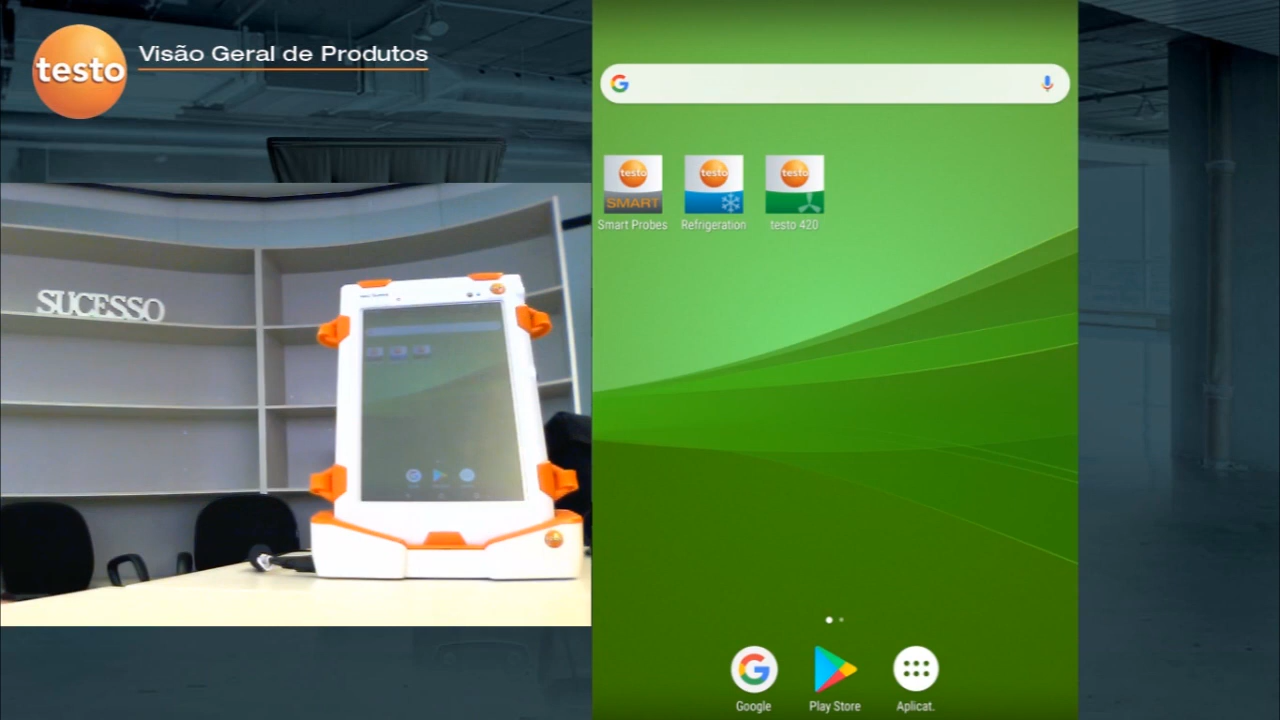 testo
Visão Geral de Produtos
testo
SMART
testo
testo
Smart Probes
Refrigeration
testo 420
SUCESSO
Google
Play Store
Aplicat.